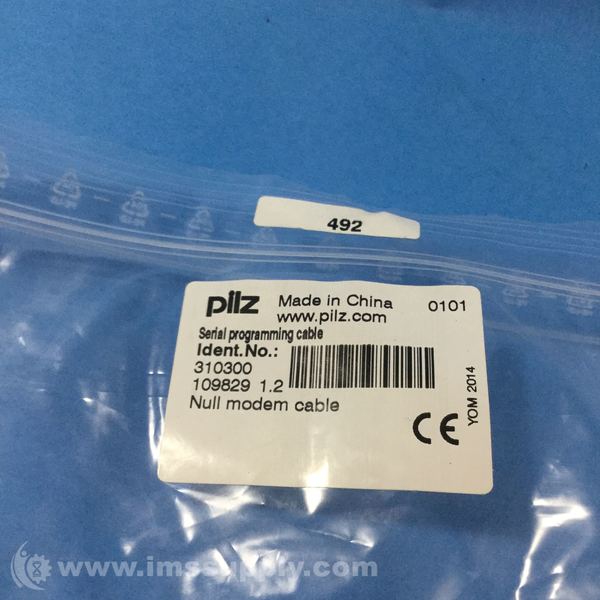 492
pilz Made in China 0101
www.pilz.com
Serial programming cable
Ident.No.:
310300
109829 1.2
Null modem cable
CE
YOM 2014
www.imssupply.com